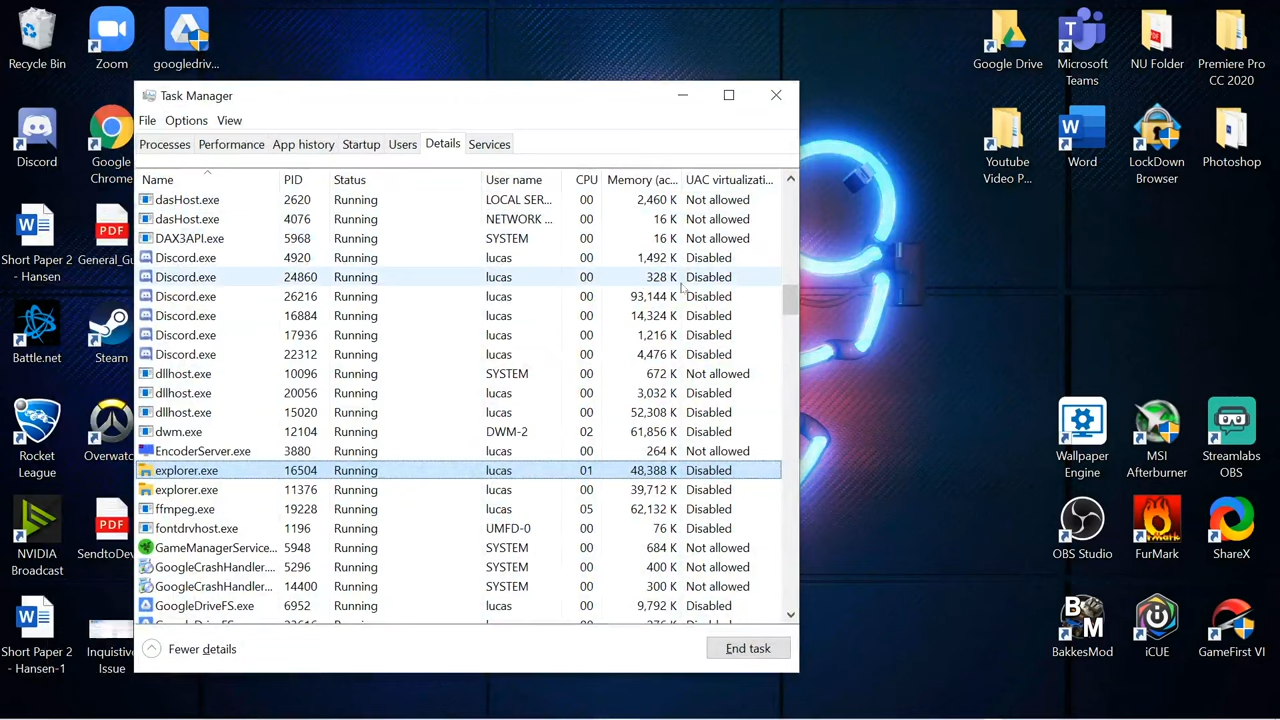 Recycle Bin
Zoom
googledriv...
Google Drive
Microsoft
Teams
NU Folder
Premiere Pro
CC 2020
Task Manager
File Options View
Processes Performance App history Startup Users Details Services
Name PID Status User name CPU Memory (ac... UAC virtualizati...
dasHost.exe 2620 Running LOCAL SER... 00 2,460 K Not allowed
dasHost.exe 4076 Running NETWORK ... 00 16 K Not allowed
DAX3API.exe 5968 Running SYSTEM 00 16 K Not allowed
Discord.exe 4920 Running lucas 00 1,492 K Disabled
Discord.exe 24860 Running lucas 00 328 K Disabled
Discord.exe 26216 Running lucas 00 93,144 K Disabled
Discord.exe 16884 Running lucas 00 14,324 K Disabled
Discord.exe 17936 Running lucas 00 1,216 K Disabled
Discord.exe 22312 Running lucas 00 4,476 K Disabled
dllhost.exe 10096 Running SYSTEM 00 672 K Not allowed
dllhost.exe 20056 Running lucas 00 3,032 K Disabled
dllhost.exe 15020 Running lucas 00 52,308 K Disabled
dwm.exe 12104 Running DWM-2 02 61,856 K Disabled
EncoderServer.exe 3880 Running lucas 00 264 K Not allowed
explorer.exe 16504 Running lucas 01 48,388 K Disabled
explorer.exe 11376 Running lucas 00 39,712 K Disabled
ffmpeg.exe 19228 Running lucas 05 62,132 K Disabled
fontdrvhost.exe 1196 Running UMFD-0 00 76 K Disabled
GameManagerService... 5948 Running SYSTEM 00 684 K Not allowed
GoogleCrashHandler... 5296 Running SYSTEM 00 400 K Not allowed
GoogleCrashHandler... 14400 Running SYSTEM 00 300 K Not allowed
GoogleDriveFS.exe 6952 Running lucas 00 9,792 K Disabled
Fewer details
End task
Discord
Google
Chrome
Short Paper
2 - Hansen
PDF
General_Gu
Battle.net
Steam
Rocket
League
Overwatc
NVIDIA
Broadcast
PDF
SendtoDev
Short Paper 2
- Hansen-1
Inquistive
Issue
Youtube
Video P...
Word
LockDown
Browser
Photoshop
Wallpaper
Engine
MSI
Afterburner
Streamlabs
OBS
OBS Studio
FurMark
ShareX
BakkesMod
iCUE
GameFirst VI